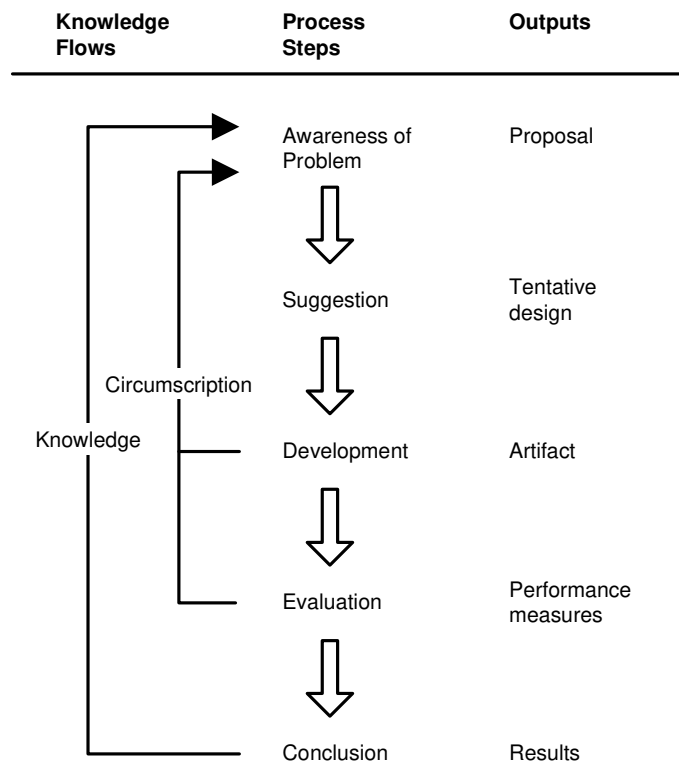 Knowledge
Flows
Process
Steps
Outputs
Awareness of
Problem
Proposal
Suggestion
Tentative
design
Circumscription
Knowledge
Development
Artifact
Evaluation
Performance
measures
Conclusion
Results